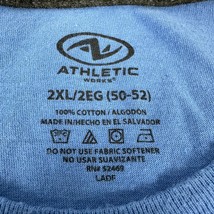 ATHLETIC
WORKS
2XL/2EG (50-52)
100% COTTON / ALGODÓN
MADE IN/HECHO EN EL SALVADOR
DO NOT USE FABRIC SOFTENER
NO USAR SUAVIZANTE
RN# 52469
LADF